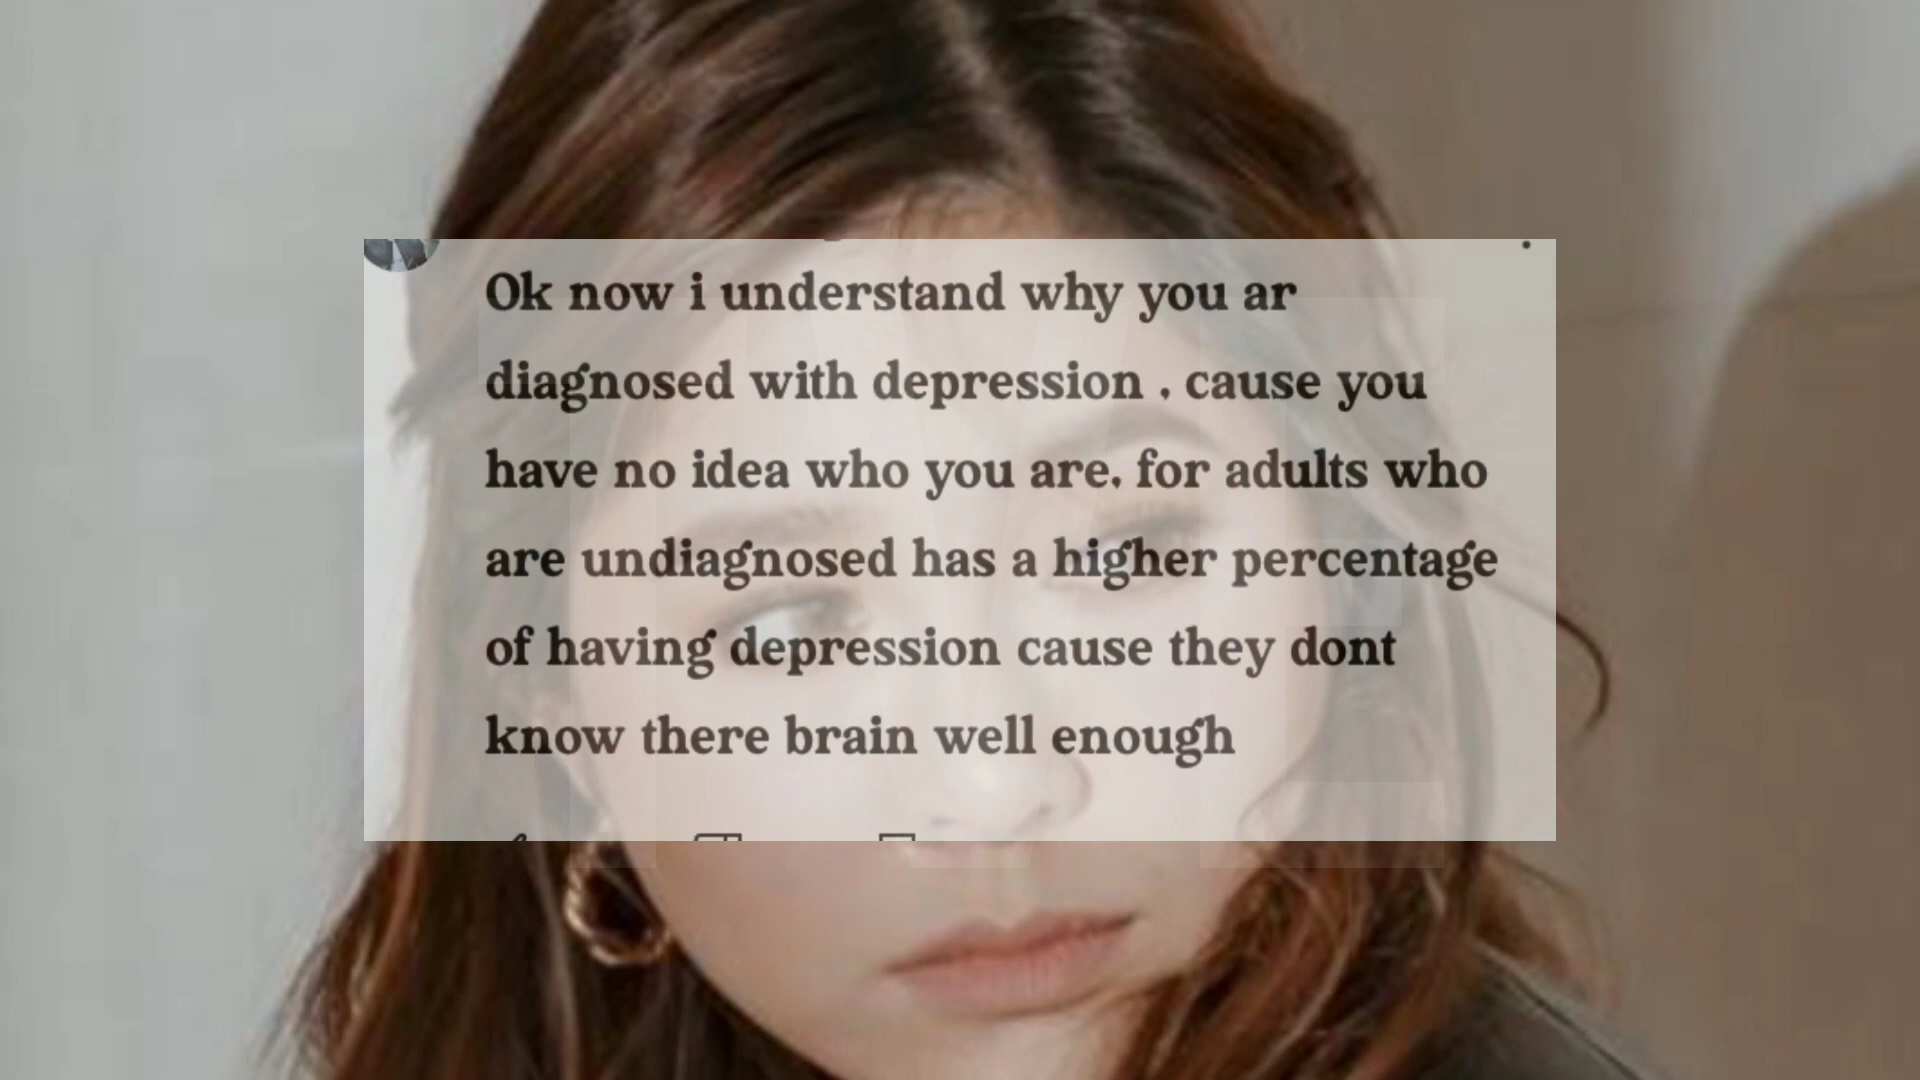 Ok now i understand why you ar
diagnosed with depression . cause you
have no idea who you are. for adults who
are undiagnosed has a higher percentage
of having depression cause they dont
know there brain well enough